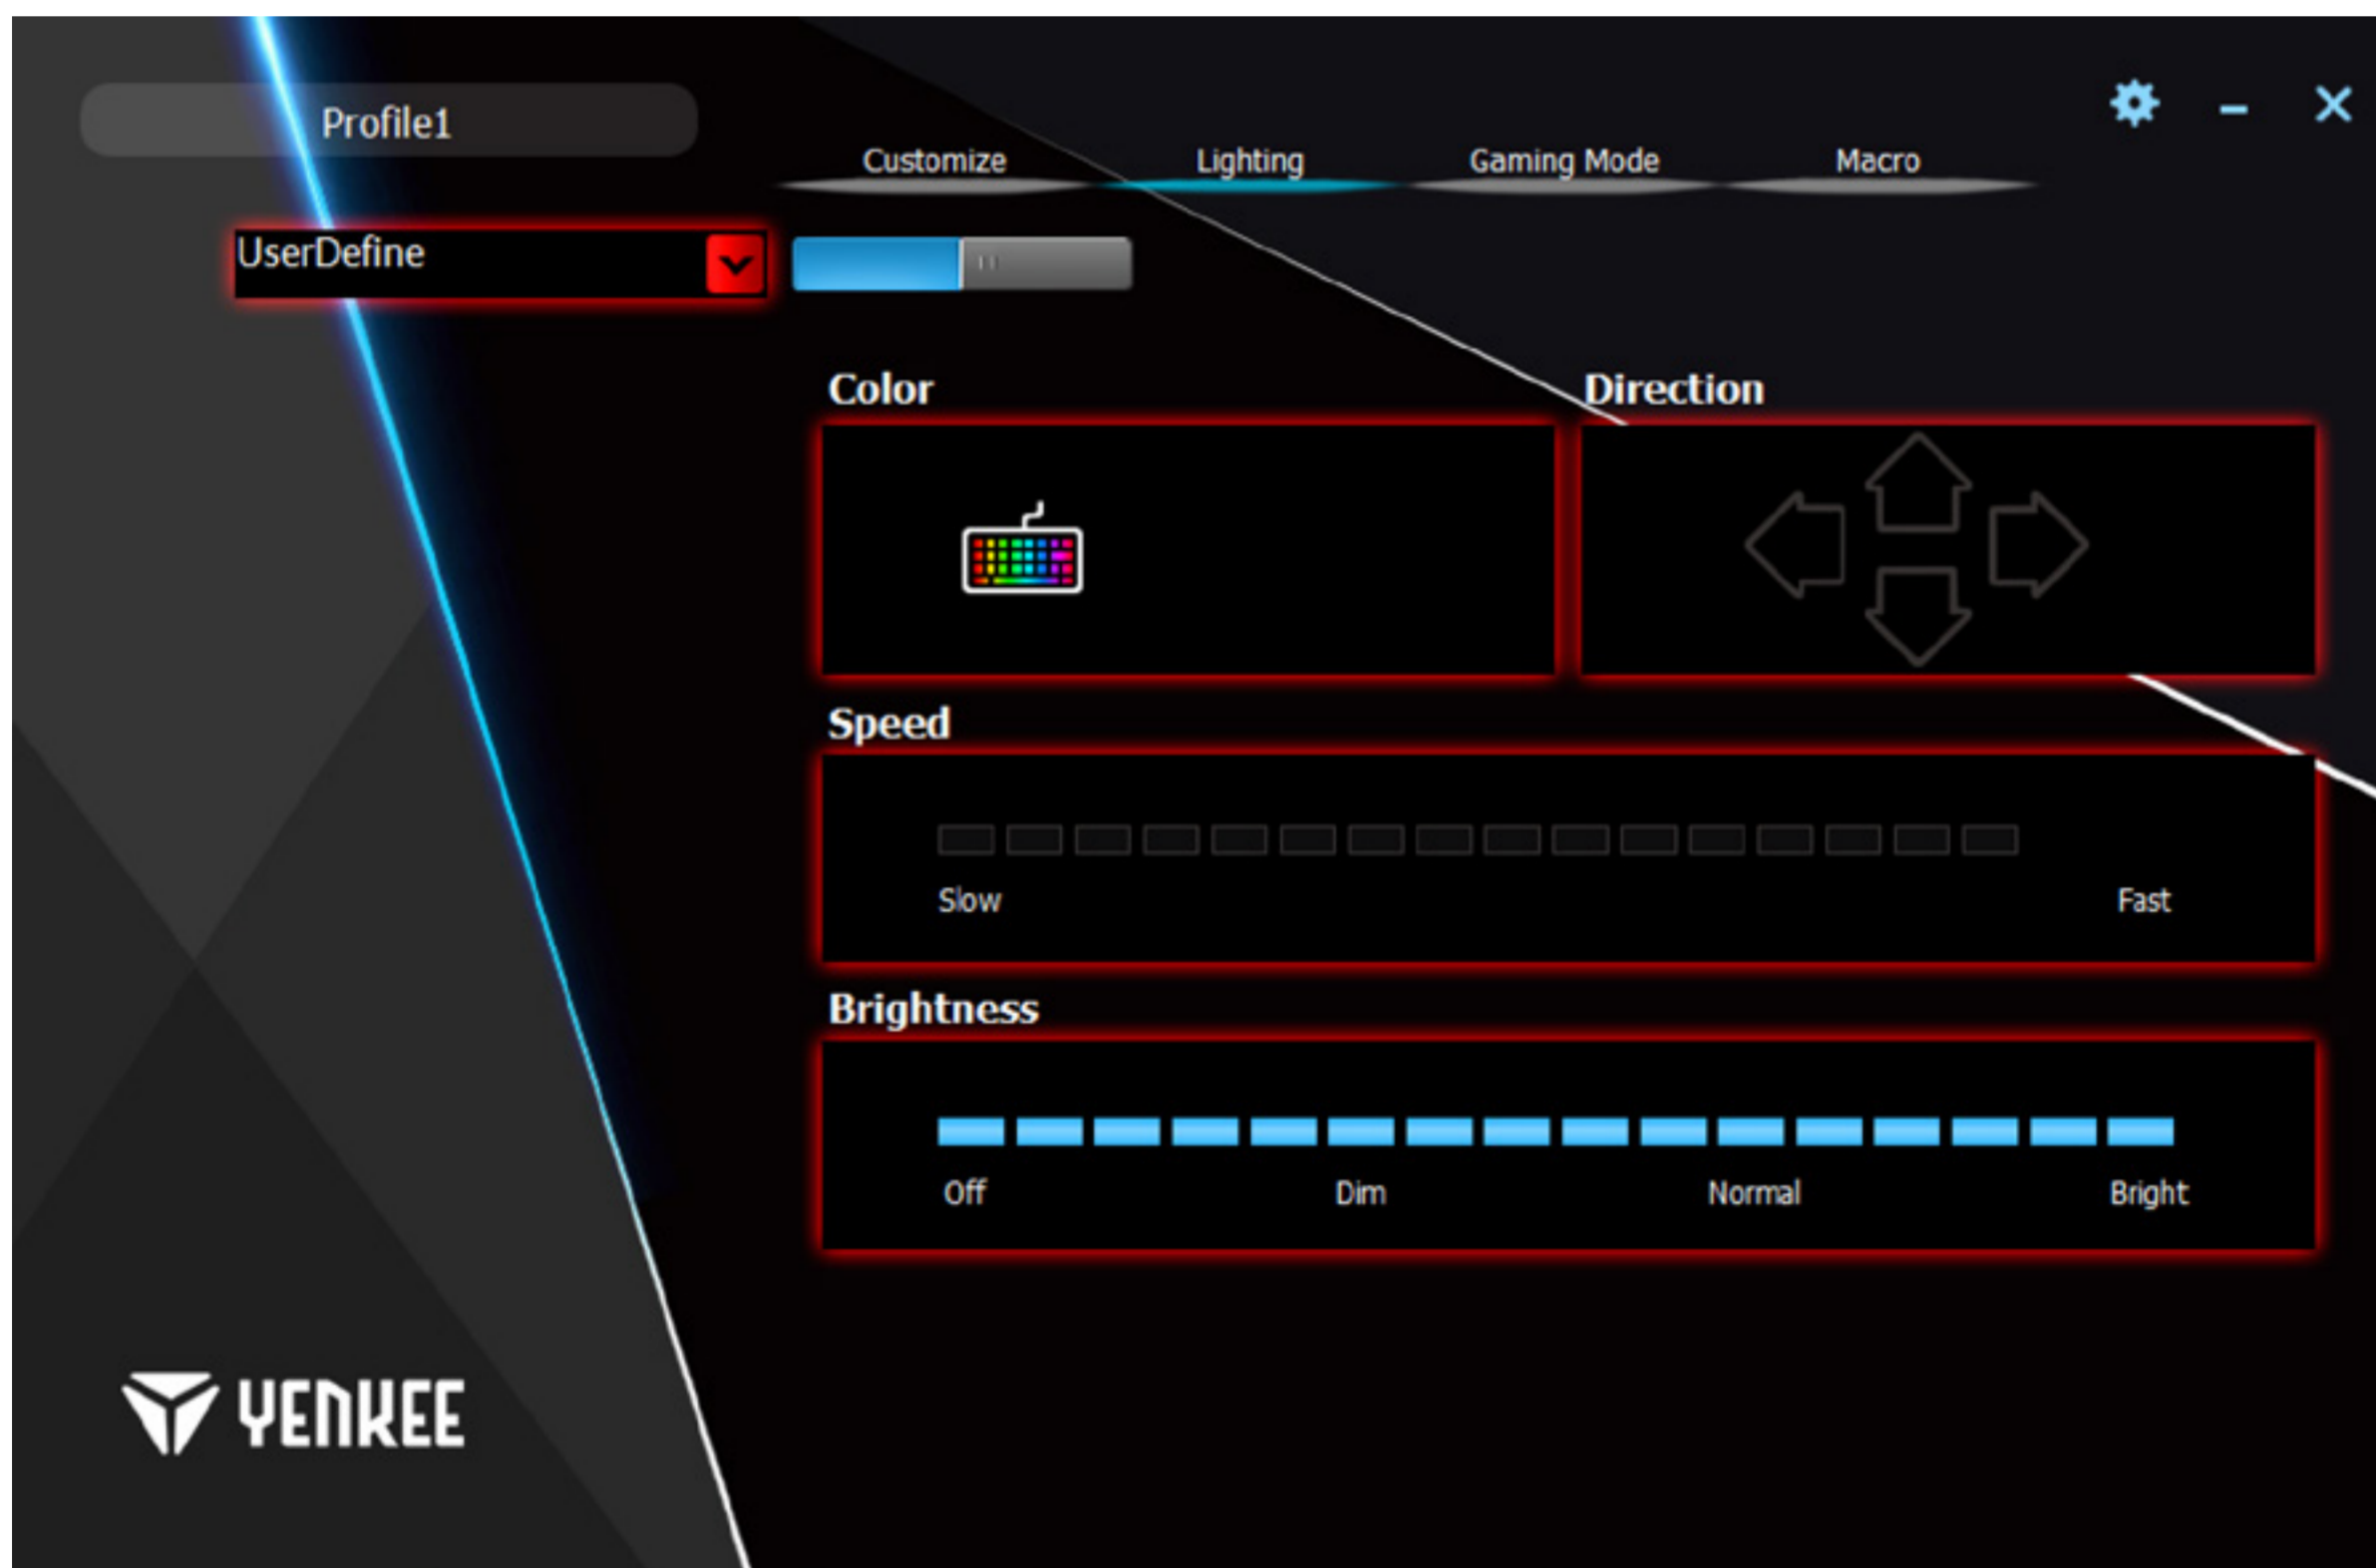 Profile1
Customize Lighting Gaming Mode Macro
UserDefine
Color Direction
Speed
Slow Fast
Brightness
Off Dim Normal Bright
YENKEE